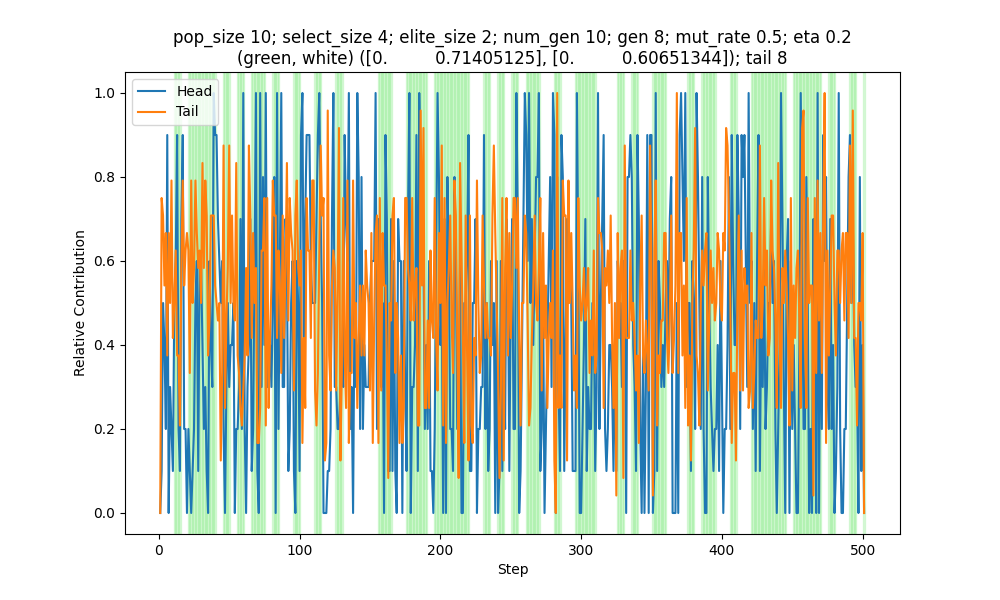 pop_size 10; select_size 4; elite_size 2; num_gen 10; gen 8; mut_rate 0.5; eta 0.2
(green, white) ([0. 0.71405125], [0. 0.60651344]); tail 8
Head
Tail
1.0
0.8
0.6
0.4
0.2
0.0
Relative Contribution
0 100 200 300 400 500
Step